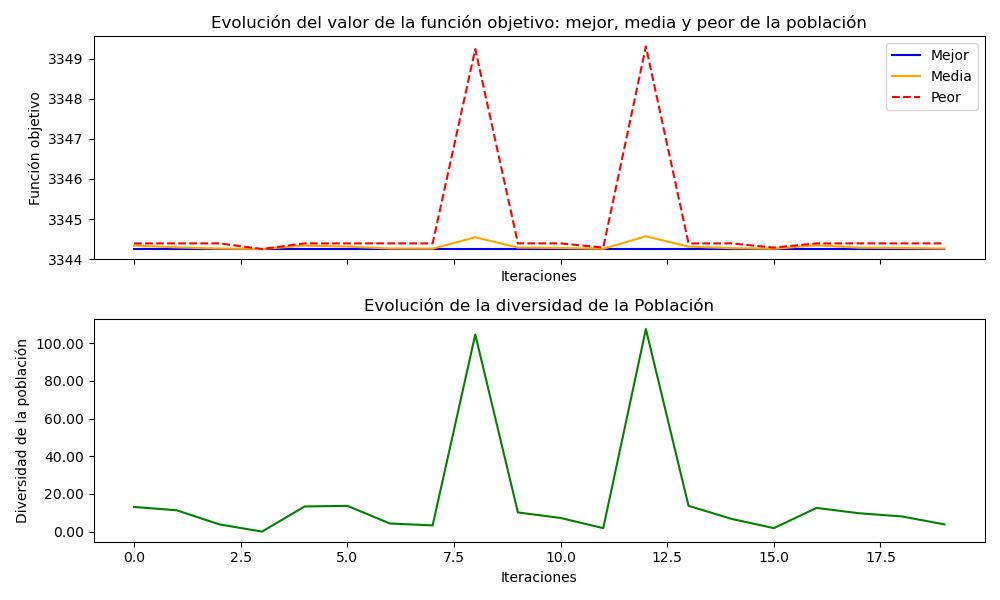 Evolución del valor de la función objetivo: mejor, media y peor de la población
Función objetivo
3349
3348
3347
3346
3345
3344
Mejor
Media
Peor
Iteraciones
Evolución de la diversidad de la Población
Diversidad de la población
100.00
80.00
60.00
40.00
20.00
0.00
0.0 2.5 5.0 7.5 10.0 12.5 15.0 17.5
Iteraciones